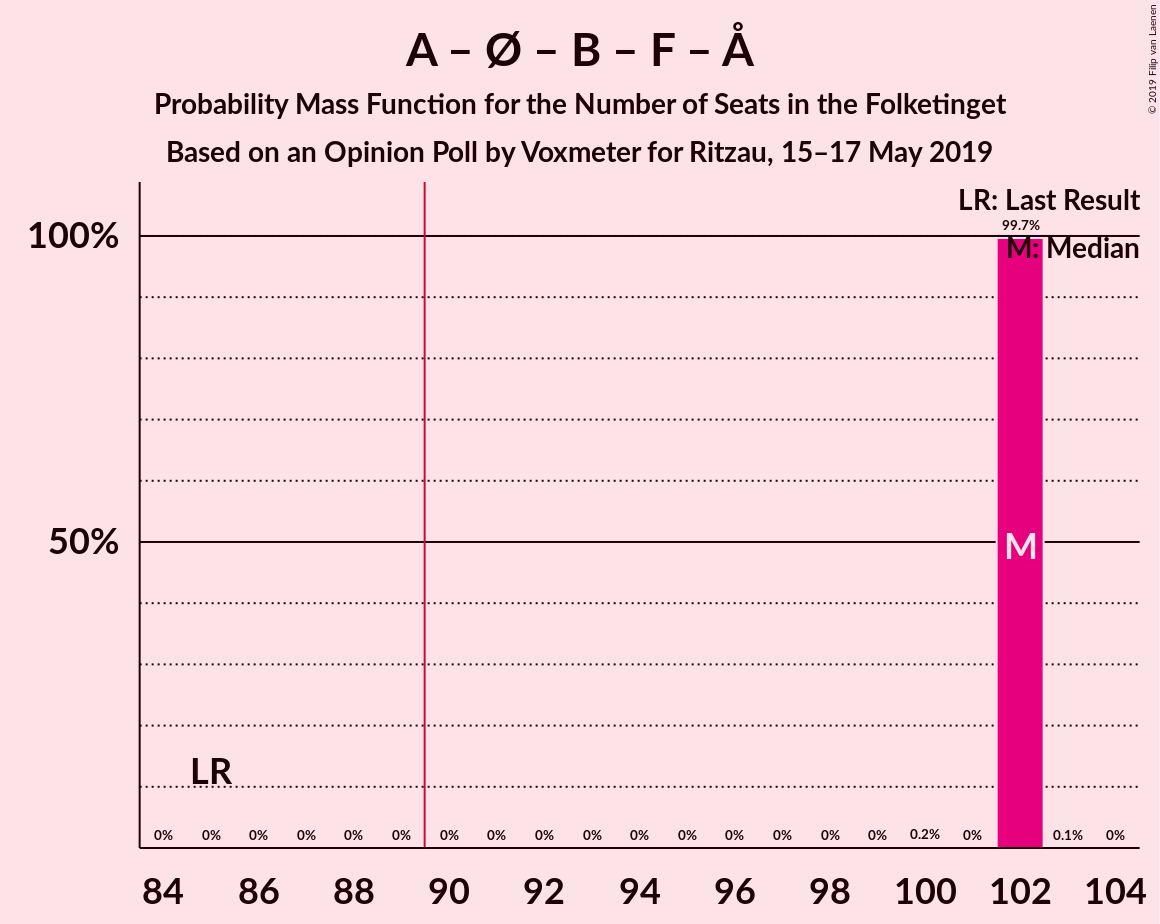 A – Ø – B – F – Å
Probability Mass Function for the Number of Seats in the Folketinget
Based on an Opinion Poll by Voxmeter for Ritzau, 15–17 May 2019
© 2019 Filip van Laenen
LR: Last Result
99.7%
M: Median
100%
50%
M
LR
0% 0% 0% 0% 0% 0% 0% 0% 0% 0% 0% 0% 0% 0% 0% 0% 0.2% 0% 0.1% 0%
84 86 88 90 92 94 96 98 100 102 104